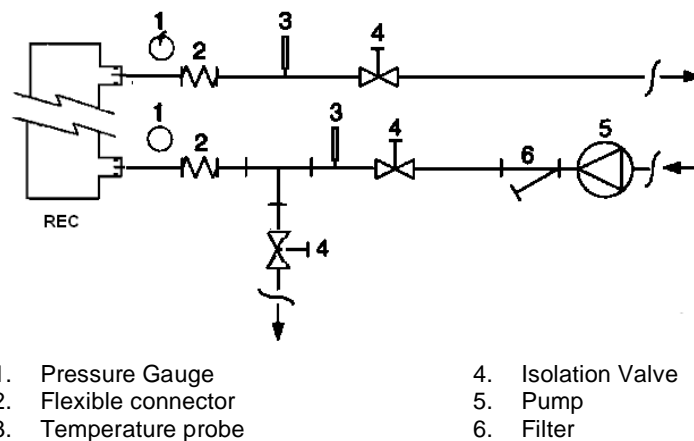 1
2
3
4
1
2
3
4
6
5
REC
4
1. Pressure Gauge
2. Flexible connector
3. Temperature probe
4. Isolation Valve
5. Pump
6. Filter